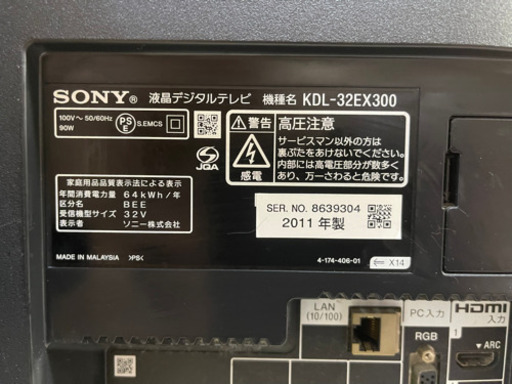 SONY® 液晶デジタルテレビ 機種名 KDL-32EX300
100V～ 50/60Hz
90W
PS
E
S.EMCS
JQA
警告 高圧注意
サービスマン以外の方は
裏ぶたをあけないでください。
内部には高電圧部分が数多く
あり、万一さわると危険です。
感電
家庭用品品質表示法による表示
年間消費電力量 64kWh/年
区分名 BEE
受信機型サイズ 32V
表示者 ソニー株式会社
SER. NO. 8639304
2011 年製
MADE IN MALAYSIA >PS<
4-174-406-01
X14
LAN
(10/100)
PC入力
RGB
HDMI
入力
1
ARC